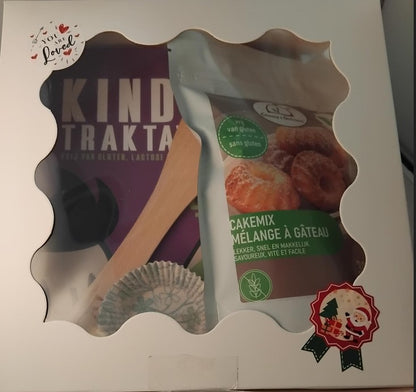 YOU
ARE
Loved
KIND
TRAKTA
VRIJ VAN GLUTEN, LACTOSE
Vrij
van gluten
sans gluten
CAKEMIX
MÉLANGE À GÂTEAU
LEKKER, SNEL EN MAKKELIJK
SAVOUREUX, VITE ET FACILE